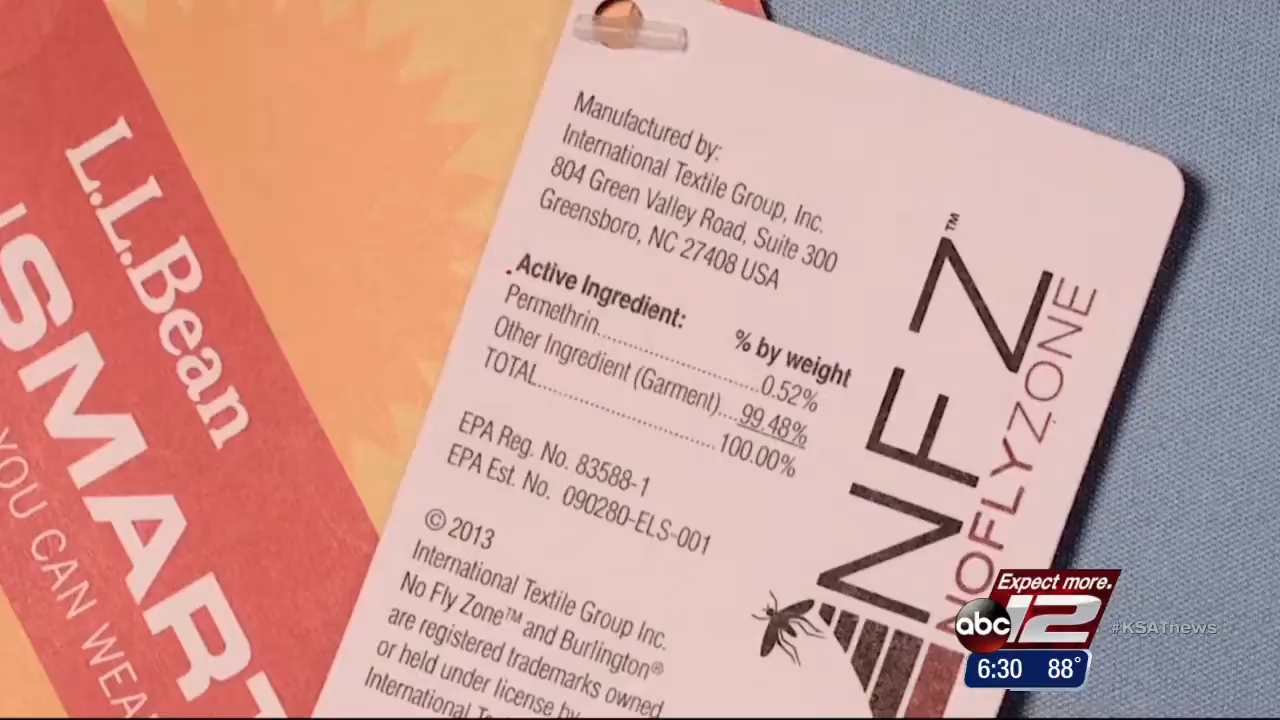 L.L.Bean
SMART
YOU CAN WEAR
Manufactured by:
International Textile Group, Inc.
804 Green Valley Road, Suite 300
Greensboro, NC 27408 USA
Active Ingredient: % by weight
Permethrin...........................0.52%
Other Ingredient (Garment)....99.48%
TOTAL..............................100.00%
EPA Reg. No. 83588-1
EPA Est. No. 090280-ELS-001
© 2013
International Textile Group Inc.
No Fly Zone™ and Burlington®
are registered trademarks owned
or held under license by
International
NFZ™
NOFLYZONE
Expect more.
abc 12
#KSATnews
6:30 88°